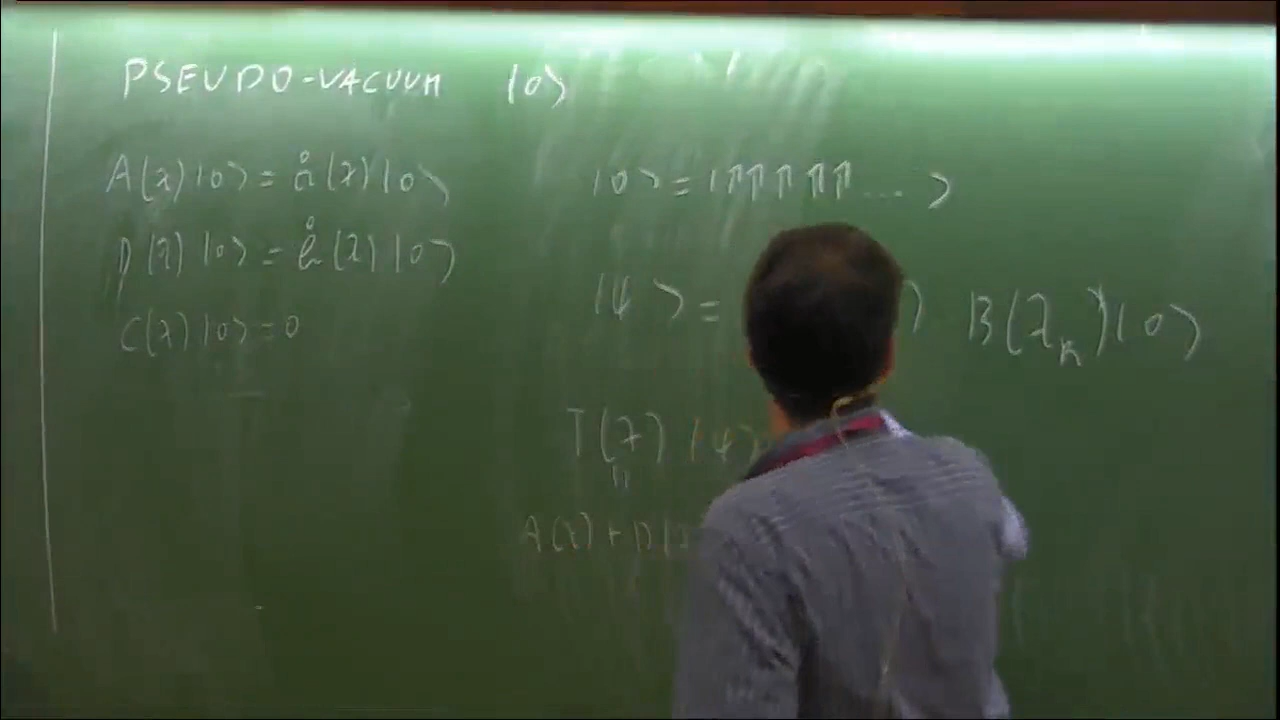 PSEUDO-VACUUM |0⟩
A(λ)|0⟩ = å(λ)|0⟩
D(λ)|0⟩ = (λ)|0⟩
C(λ)|0⟩ = 0
|0⟩ = |⇑⇑⇑⇑⇑ ... ⟩
|ψ⟩ = ) B(λ_N)|0⟩
T(λ) |ψ⟩
A(λ) + D(λ